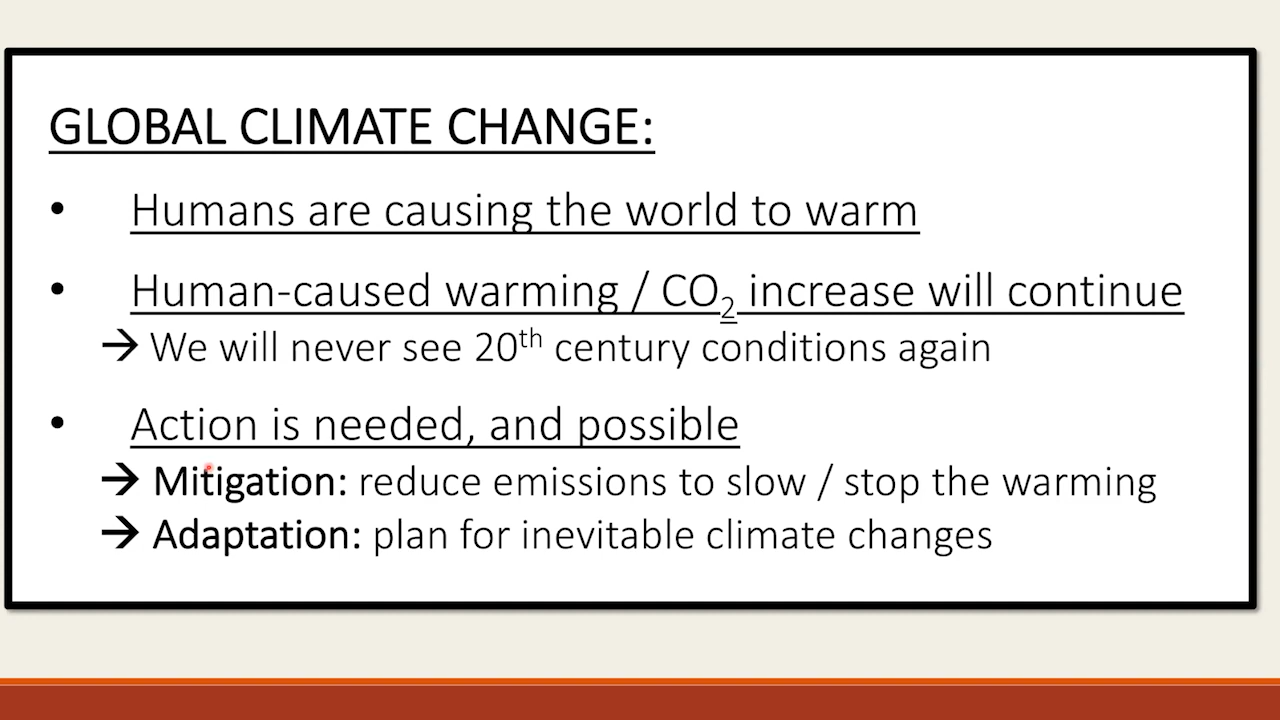 GLOBAL CLIMATE CHANGE:
• Humans are causing the world to warm
• Human-caused warming / CO₂ increase will continue
→ We will never see 20th century conditions again
• Action is needed, and possible
→ Mitigation: reduce emissions to slow / stop the warming
→ Adaptation: plan for inevitable climate changes